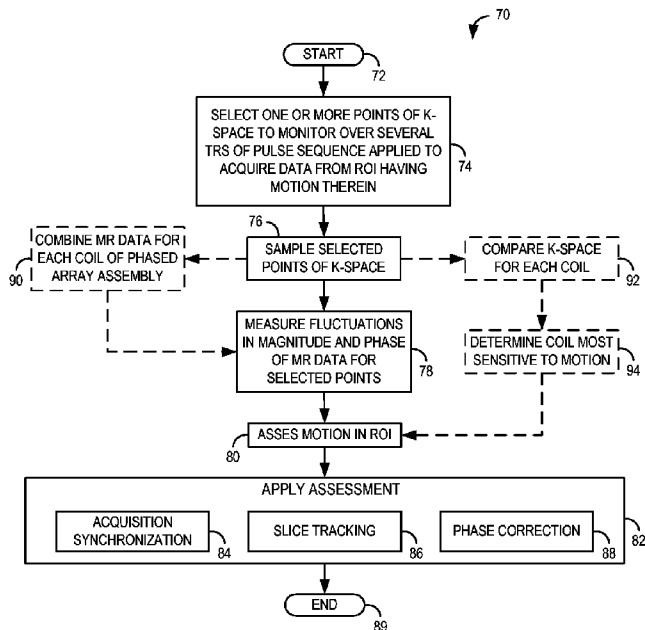 70
START
72
SELECT ONE OR MORE POINTS OF K-
SPACE TO MONITOR OVER SEVERAL
TRS OF PULSE SEQUENCE APPLIED TO
ACQUIRE DATA FROM ROI HAVING
MOTION THEREIN
74
76
COMBINE MR DATA FOR
EACH COIL OF PHASED
ARRAY ASSEMBLY
90
SAMPLE SELECTED
POINTS OF K-SPACE
COMPARE K-SPACE
FOR EACH COIL
92
MEASURE FLUCTUATIONS
IN MAGNITUDE AND PHASE
OF MR DATA FOR
SELECTED POINTS
78
DETERMINE COIL MOST
SENSITIVE TO MOTION
94
ASSES MOTION IN ROI
80
APPLY ASSESSMENT
82
ACQUISITION
SYNCHRONIZATION
84
SLICE TRACKING
86
PHASE CORRECTION
88
END
89